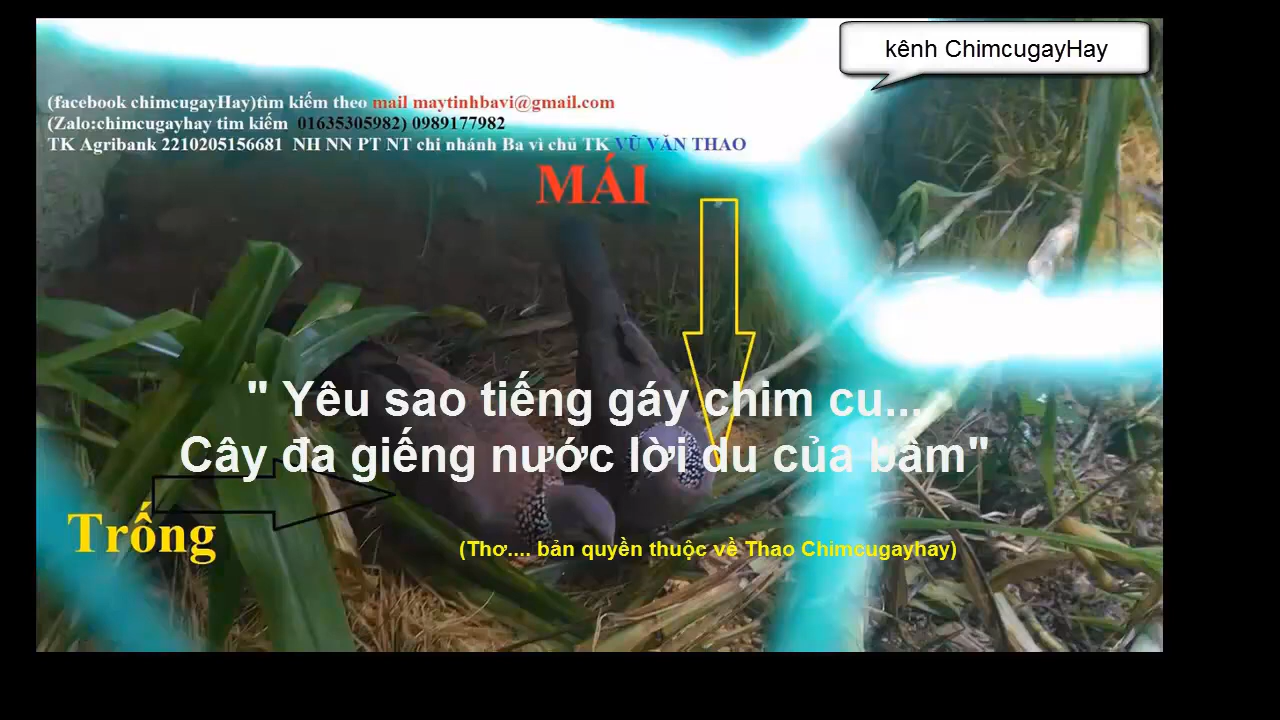 kênh ChimcugayHay
(facebook chimcugayHay)tìm kiếm theo mail maytinhbavi@gmail.com
(Zalo:chimcugayhay tim kiếm 01635305982) 0989177982
TK Agribank 2210205156681 NH NN PT NT chi nhánh Ba vì chủ TK VŨ VĂN THAO
MÁI
" Yêu sao tiếng gáy chim cu...
Cây đa giếng nước lời du của bầm"
Trống
(Thơ.... bản quyền thuộc về Thao Chimcugayhay)